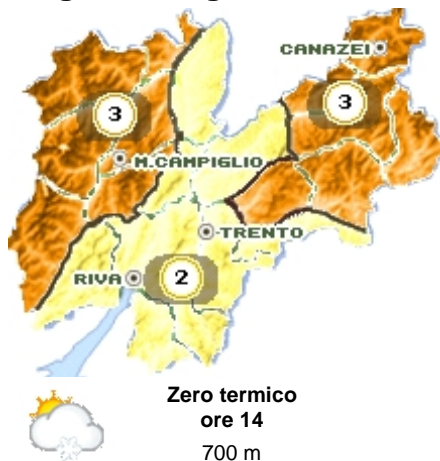 CANAZEI
3
3
M.CAMPIGLIO
TRENTO
RIVA
2
Zero termico
ore 14
700 m